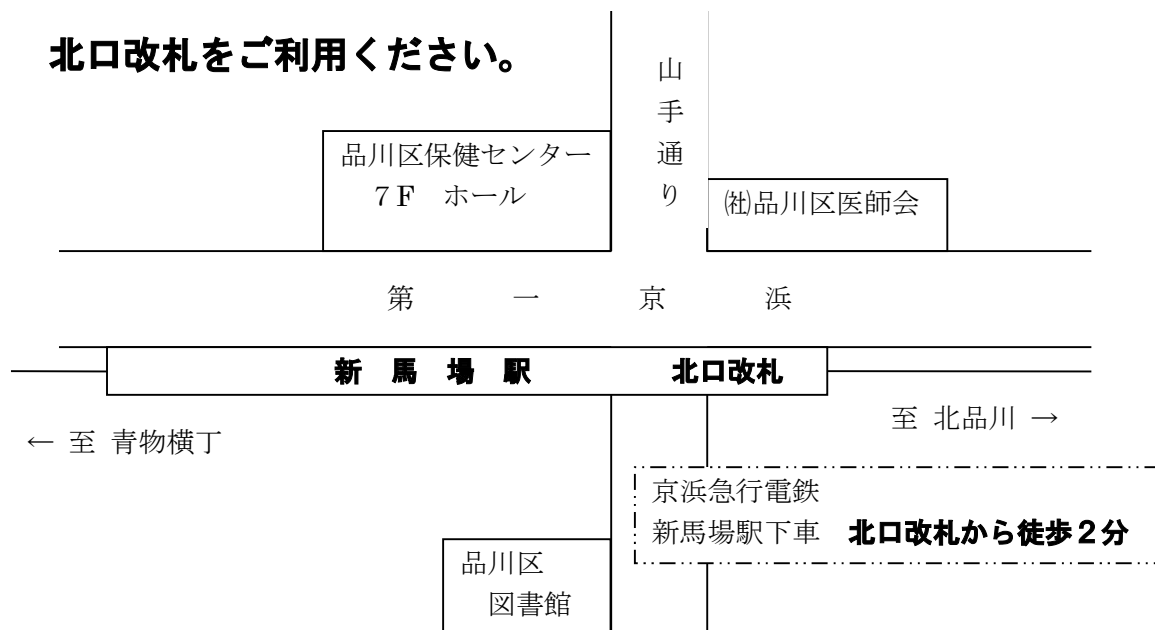 北口改札をご利用ください。
山手通り
品川区保健センター
７Ｆ　ホール
㈳品川区医師会
第　一　京　浜
新　馬　場　駅　北口改札
← 至 青物横丁
至 北品川 →
京浜急行電鉄
新馬場駅下車　北口改札から徒歩２分
品川区
図書館